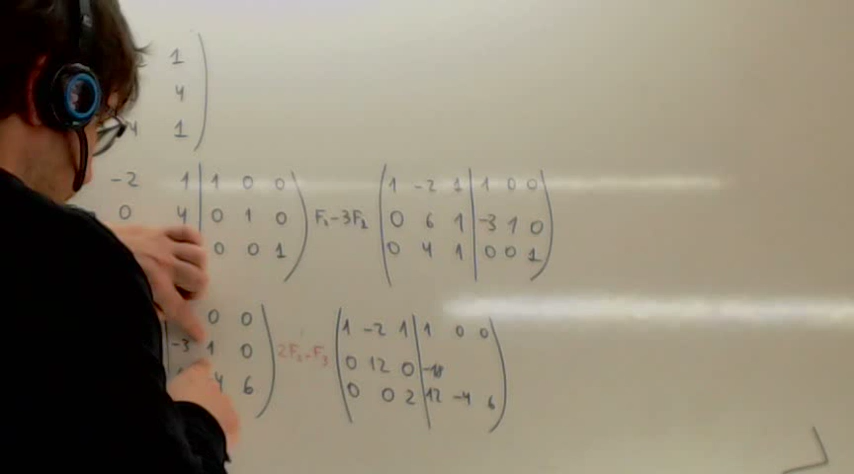 1
4
4 1
-2 1 | 1 0 0
0 4 | 0 1 0
0 0 1
F₂-3F₁
1 -2 1 | 1 0 0
0 6 1 | -3 1 0
0 4 1 | 0 0 1
0 0
-3 1 0
-4 6
2F₂-F₃
1 -2 1 | 1 0 0
0 12 0 | -18
0 0 2 | 12 -4 6